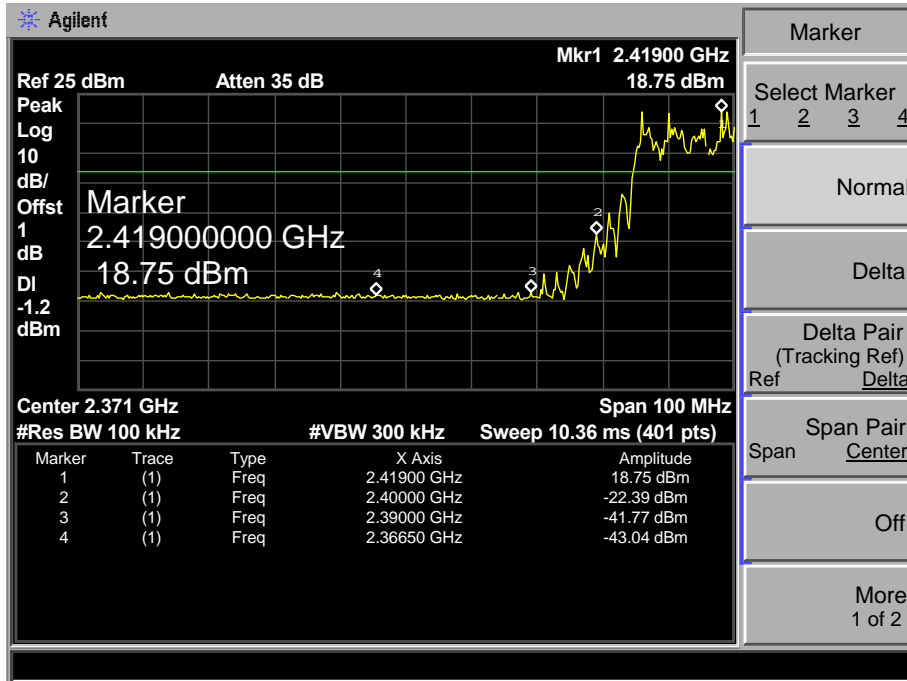 Agilent
Mkr1 2.41900 GHz
Ref 25 dBm Atten 35 dB 18.75 dBm
Peak
Log
10
dB/
Offst
1
dB
DI
-1.2
dBm
Marker
2.419000000 GHz
18.75 dBm
1
2
3
4
Center 2.371 GHz Span 100 MHz
#Res BW 100 kHz #VBW 300 kHz Sweep 10.36 ms (401 pts)
Marker Trace Type X Axis Amplitude
1 (1) Freq 2.41900 GHz 18.75 dBm
2 (1) Freq 2.40000 GHz -22.39 dBm
3 (1) Freq 2.39000 GHz -41.77 dBm
4 (1) Freq 2.36650 GHz -43.04 dBm
Marker
Select Marker
1 2 3 4
Normal
Delta
Delta Pair
(Tracking Ref)
Ref Delta
Span Pair
Span Center
Off
More
1 of 2